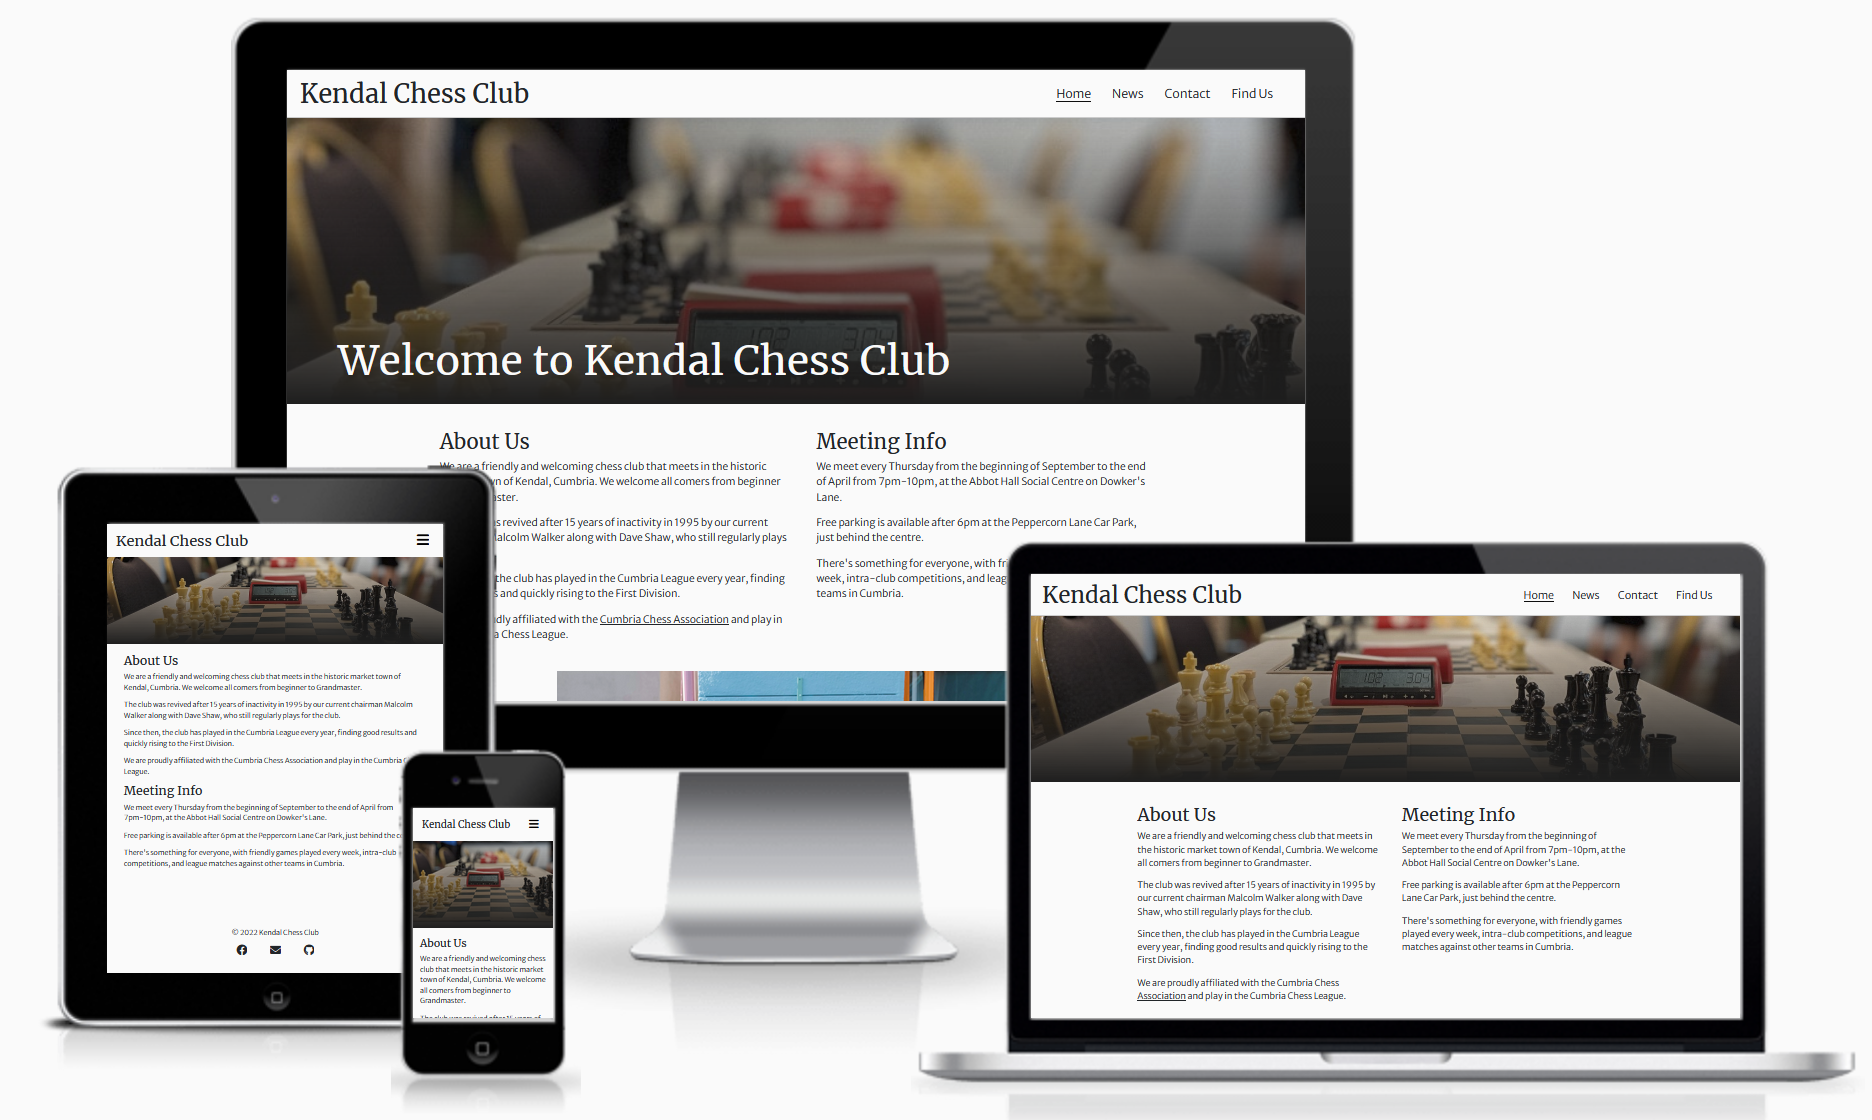 Kendal Chess Club
Home News Contact Find Us
Welcome to Kendal Chess Club
About Us
We are a friendly and welcoming chess club that meets in the historic
of Kendal, Cumbria. We welcome all comers from beginner
revived after 15 years of inactivity in 1995 by our current
Malcolm Walker along with Dave Shaw, who still regularly plays
the club has played in the Cumbria League every year, finding
and quickly rising to the First Division.
affiliated with the Cumbria Chess Association and play in
Chess League.
Meeting Info
We meet every Thursday from the beginning of September to the end
of April from 7pm-10pm, at the Abbot Hall Social Centre on Dowker's
Lane.
Free parking is available after 6pm at the Peppercorn Lane Car Park,
just behind the centre.
There's something for everyone, with
week, intra-club competitions, and
teams in Cumbria.
Kendal Chess Club
About Us
We are a friendly and welcoming chess club that meets in the historic market town of
Kendal, Cumbria. We welcome all comers from beginner to Grandmaster.
The club was revived after 15 years of inactivity in 1995 by our current chairman Malcolm
Walker along with Dave Shaw, who still regularly plays for the club.
Since then, the club has played in the Cumbria League every year, finding good results and
quickly rising to the First Division.
We are proudly affiliated with the Cumbria Chess Association and play in the Cumbria
League.
Meeting Info
We meet every Thursday from the beginning of September to the end of April from
7pm-10pm, at the Abbot Hall Social Centre on Dowker's Lane.
Free parking is available after 6pm at the Peppercorn Lane Car Park, just behind the
There's something for everyone, with friendly games played every week, intra-club
competitions, and league matches against other teams in Cumbria.
© 2022 Kendal Chess Club
Kendal Chess Club
About Us
We are a friendly and welcoming chess
club that meets in the historic market
town of Kendal, Cumbria. We welcome
all comers from beginner to
Grandmaster.
The club was revived after 15 years of
Kendal Chess Club
Home News Contact Find Us
1:08 3:04
About Us
We are a friendly and welcoming chess club that meets in
the historic market town of Kendal, Cumbria. We welcome
all comers from beginner to Grandmaster.
The club was revived after 15 years of inactivity in 1995 by
our current chairman Malcolm Walker along with Dave
Shaw, who still regularly plays for the club.
Since then, the club has played in the Cumbria League
every year, finding good results and quickly rising to the
First Division.
We are proudly affiliated with the Cumbria Chess
Association and play in the Cumbria Chess League.
Meeting Info
We meet every Thursday from the beginning of
September to the end of April from 7pm-10pm, at the
Abbot Hall Social Centre on Dowker's Lane.
Free parking is available after 6pm at the Peppercorn
Lane Car Park, just behind the centre.
There's something for everyone, with friendly games
played every week, intra-club competitions, and league
matches against other teams in Cumbria.